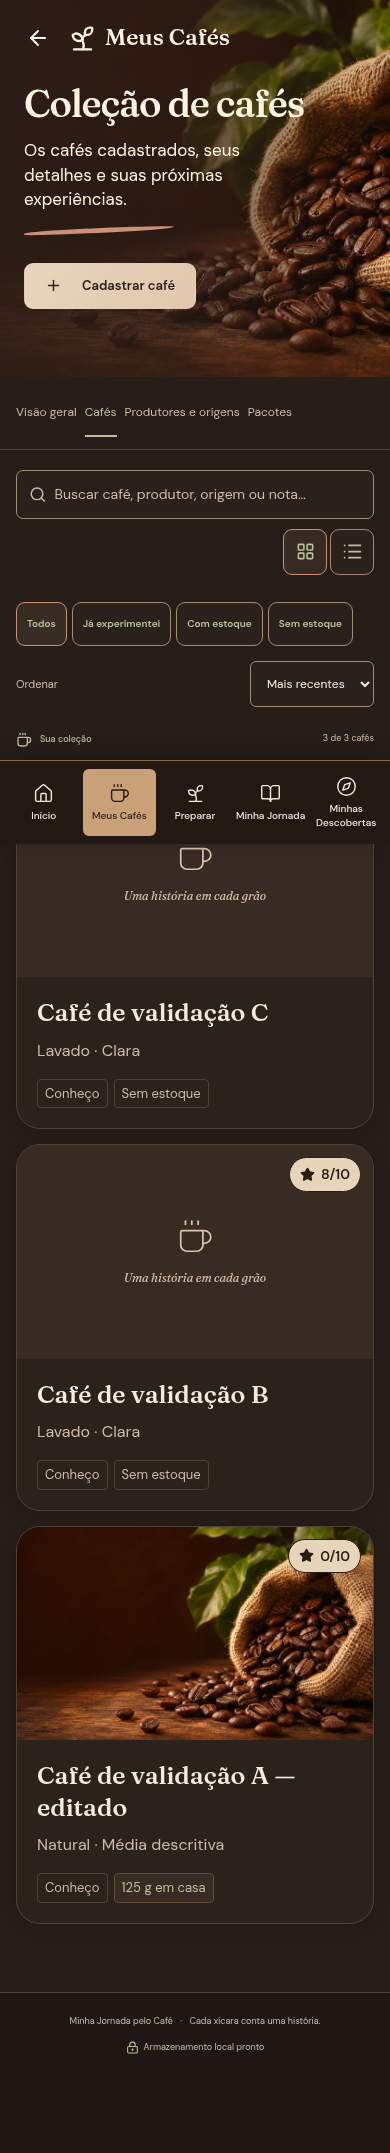 Meus Cafés
Coleção de cafés
Os cafés cadastrados, seus
detalhes e suas próximas
experiências.
+ Cadastrar café
Visão geral Cafés Produtores e origens Pacotes
Buscar café, produtor, origem ou nota...
Todos Já experimentei Com estoque Sem estoque
Ordenar Mais recentes
Sua coleção 3 de 3 cafés
Início Meus Cafés Preparar Minha Jornada Minhas
Descobertas
Uma história em cada grão
Café de validação C
Lavado · Clara
Conheço Sem estoque
8/10
Uma história em cada grão
Café de validação B
Lavado · Clara
Conheço Sem estoque
0/10
Café de validação A —
editado
Natural · Média descritiva
Conheço 125 g em casa
Minha Jornada pelo Café · Cada xícara conta uma história.
Armazenamento local pronto